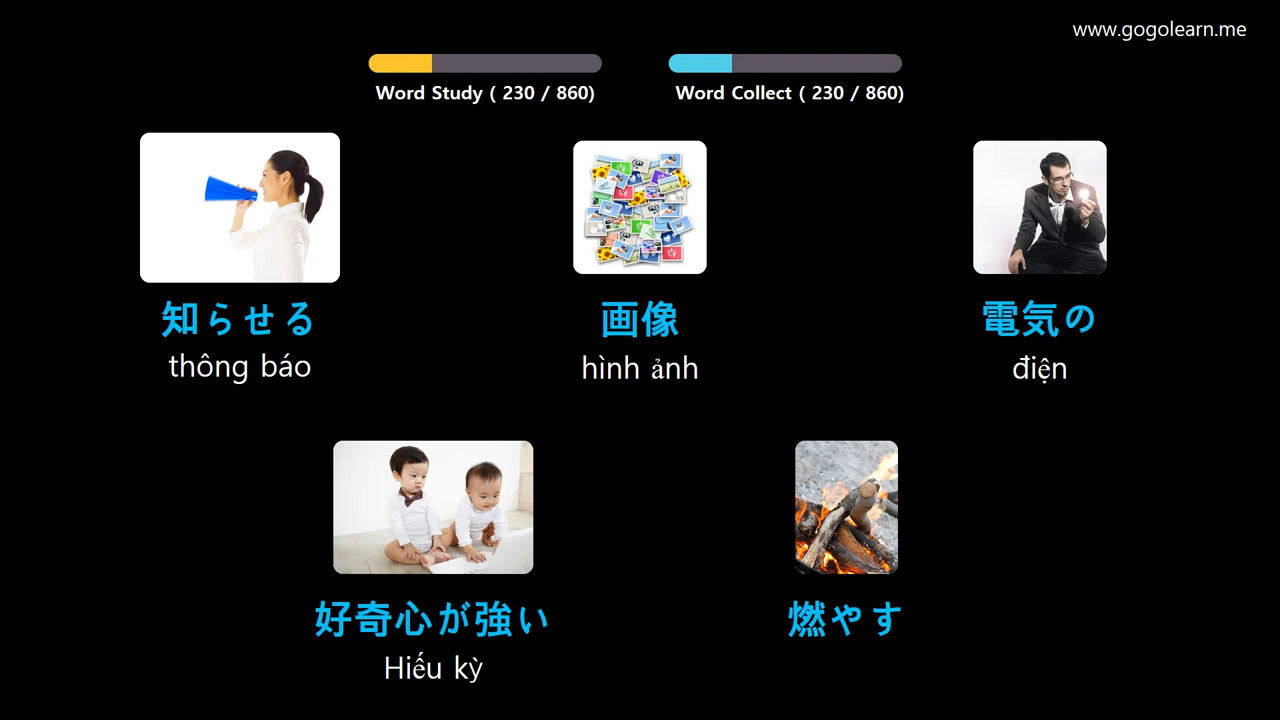 www.gogolearn.me
Word Study ( 230 / 860)
Word Collect ( 230 / 860)
知らせる
thông báo
画像
hình ảnh
電気の
điện
好奇心が強い
Hiếu kỳ
燃やす